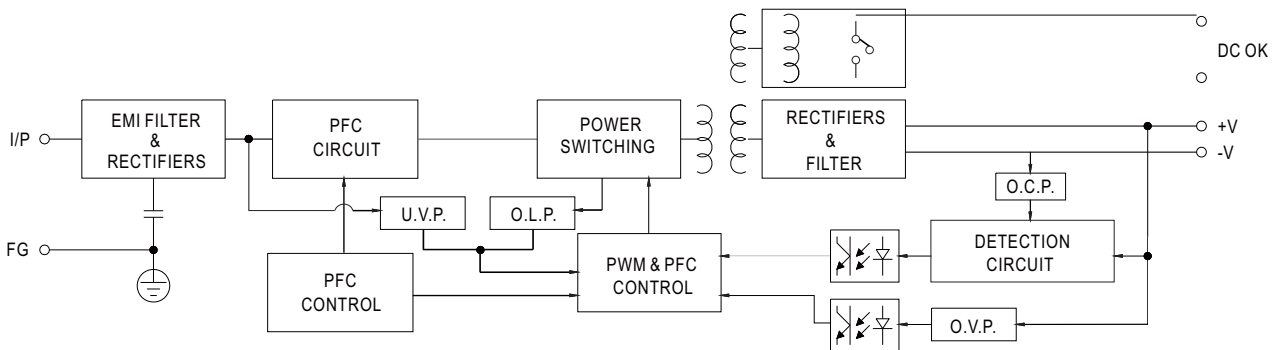 DC OK
I/P
EMI FILTER
&
RECTIFIERS
PFC
CIRCUIT
POWER
SWITCHING
RECTIFIERS
&
FILTER
+V
-V
O.C.P.
U.V.P.
O.L.P.
FG
PFC
CONTROL
PWM & PFC
CONTROL
DETECTION
CIRCUIT
O.V.P.